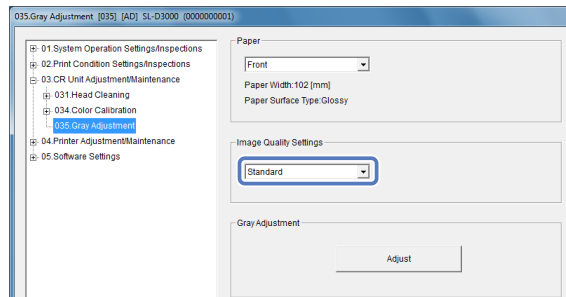 035.Gray Adjustment [035] [AD] SL-D3000 (0000000001)
01.System Operation Settings/Inspections
02.Print Condition Settings/Inspections
03.CR Unit Adjustment/Maintenance
031.Head Cleaning
034.Color Calibration
035.Gray Adjustment
04.Printer Adjustment/Maintenance
05.Software Settings
Paper
Front
Paper Width:102 [mm]
Paper Surface Type:Glossy
Image Quality Settings
Standard
Gray Adjustment
Adjust